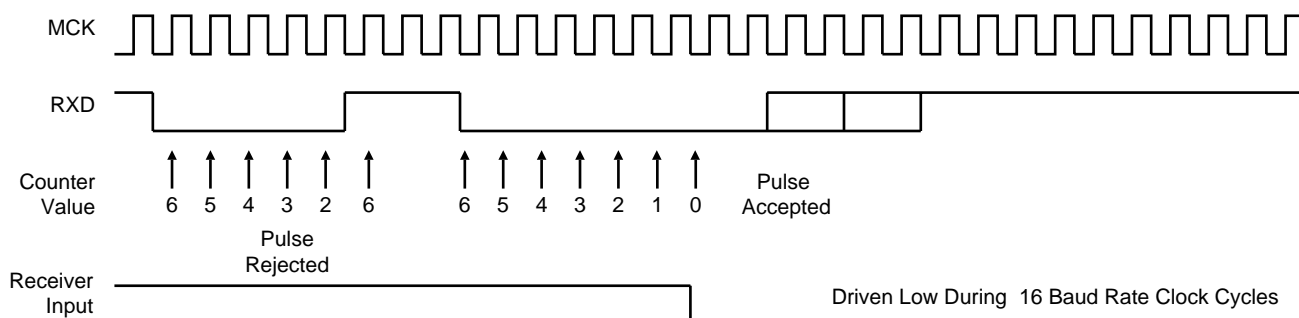 MCK
RXD
Counter
Value
6 5 4 3 2 6 6 5 4 3 2 1 0
Pulse
Accepted
Pulse
Rejected
Receiver
Input
Driven Low During 16 Baud Rate Clock Cycles